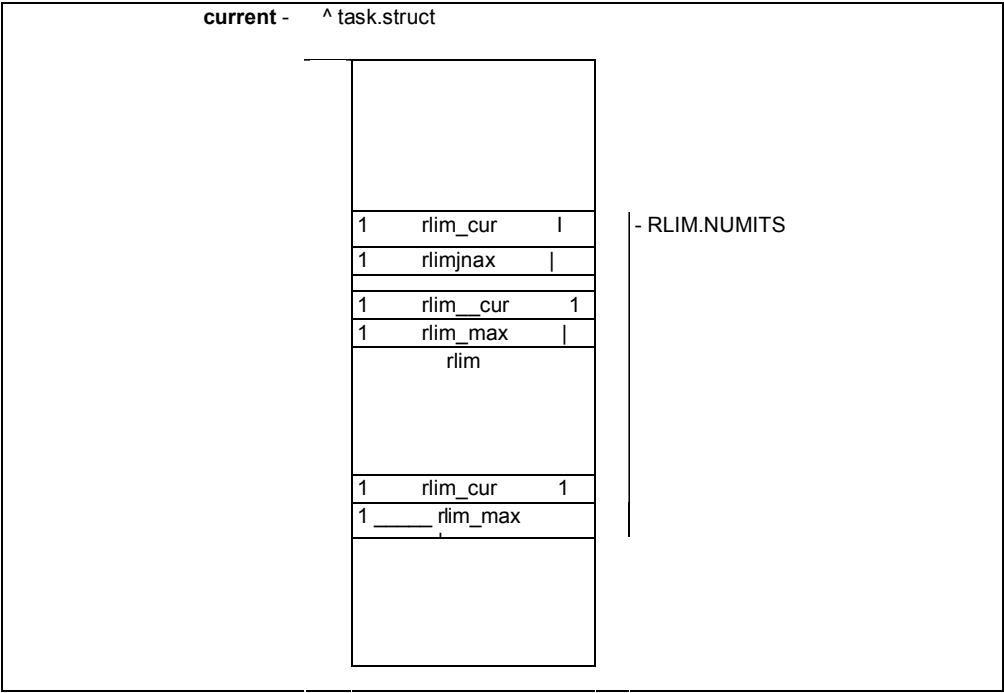 current - ^ task.struct
1 rlim_cur I - RLIM.NUMITS
1 rlimjnax |
1 rlim__cur 1
1 rlim_max |
rlim
1 rlim_cur 1
1 _____ rlim_max